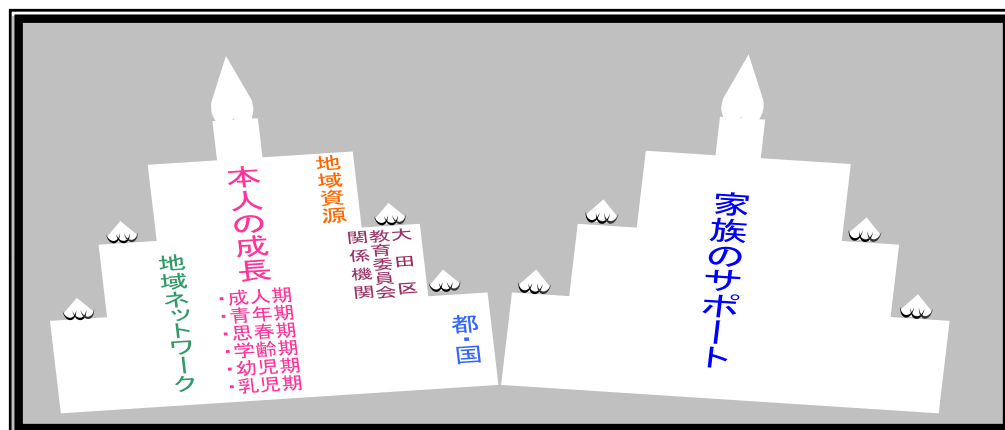 本人の成長
・成人期
・青年期
・思春期
・学齢期
・幼児期
・乳児期
地域資源
大田区
教育委員会
関係機関
地域ネットワーク
都・国
家族のサポート